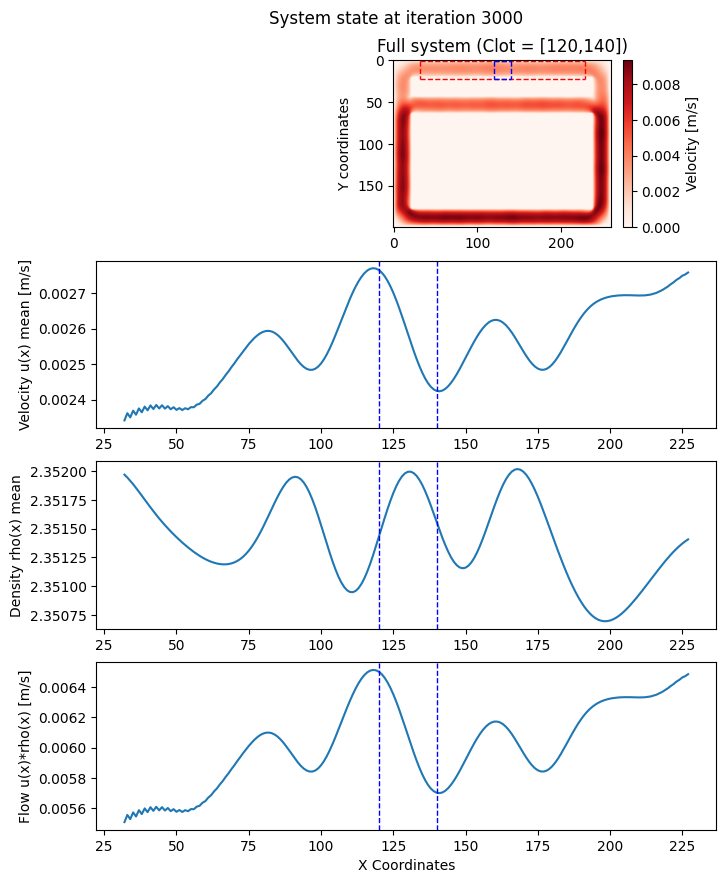 System state at iteration 3000
Full system (Clot = [120,140])
Y coordinates
0
50
100
150
0 100 200
0.008
0.006
0.004
0.002
0.000
Velocity [m/s]
Velocity u(x) mean [m/s]
0.0027
0.0026
0.0025
0.0024
25 50 75 100 125 150 175 200 225
Density rho(x) mean
2.35200
2.35175
2.35150
2.35125
2.35100
2.35075
25 50 75 100 125 150 175 200 225
Flow u(x)*rho(x) [m/s]
0.0064
0.0062
0.0060
0.0058
0.0056
25 50 75 100 125 150 175 200 225
X Coordinates